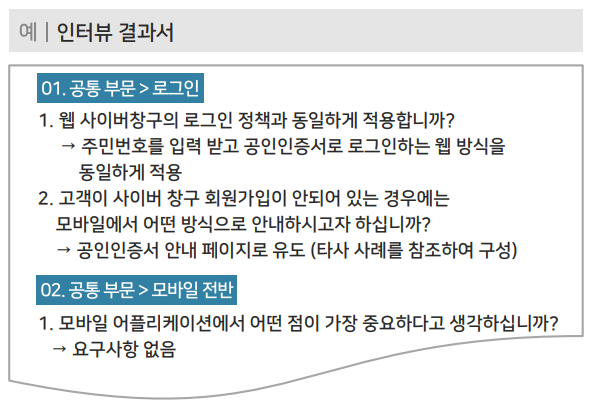 예 | 인터뷰 결과서
01. 공통 부문 > 로그인
1. 웹 사이버창구의 로그인 정책과 동일하게 적용합니까?
→ 주민번호를 입력 받고 공인인증서로 로그인하는 웹 방식을
동일하게 적용
2. 고객이 사이버 창구 회원가입이 안되어 있는 경우에는
모바일에서 어떤 방식으로 안내하시고자 하십니까?
→ 공인인증서 안내 페이지로 유도 (타사 사례를 참조하여 구성)
02. 공통 부문 > 모바일 전반
1. 모바일 어플리케이션에서 어떤 점이 가장 중요하다고 생각하십니까?
→ 요구사항 없음